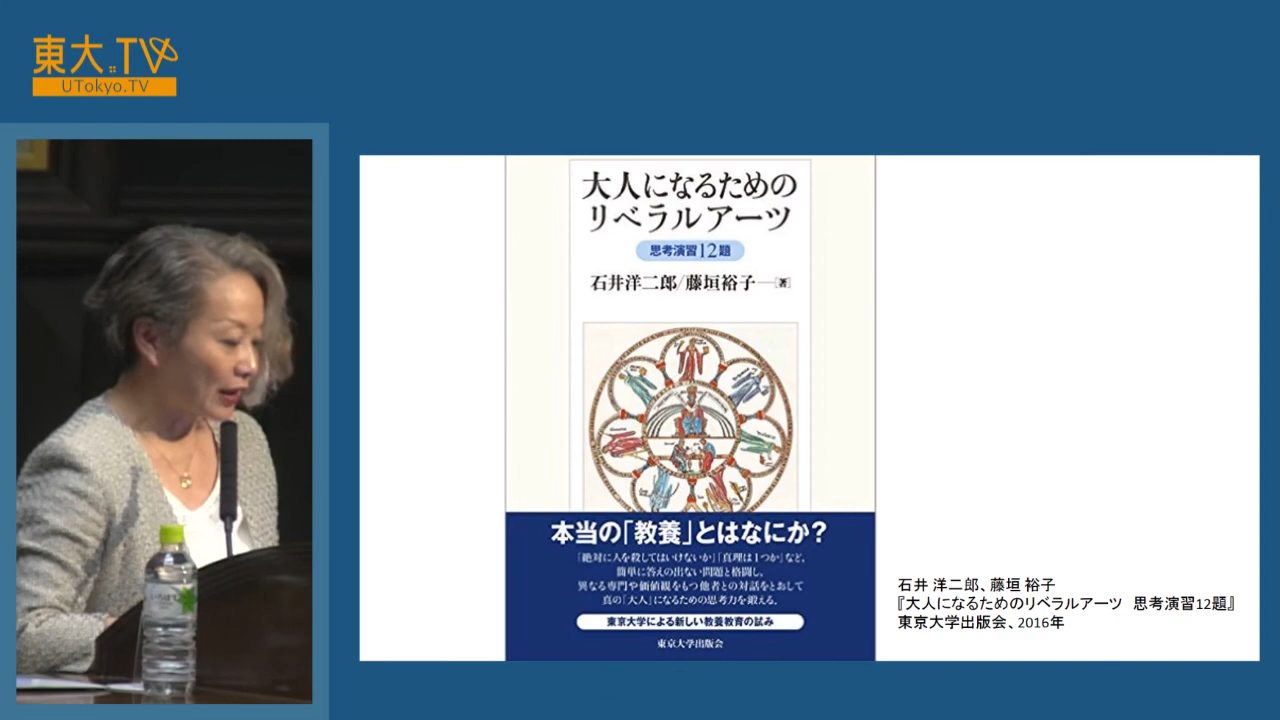 東大TV
UTokyo.TV
大人になるための
リベラルアーツ
思考演習12題
石井洋二郎/藤垣裕子─[著]
本当の「教養」とはなにか?
「絶対に人を殺してはいけないか」「真理は1つか」など、
簡単に答えの出ない問題と格闘し、
異なる専門や価値観をもつ他者との対話をとおして
真の「大人」になるための思考力を鍛える。
東京大学による新しい教養教育の試み
東京大学出版会
石井 洋二郎、藤垣 裕子
『大人になるためのリベラルアーツ 思考演習12題』
東京大学出版会、2016年